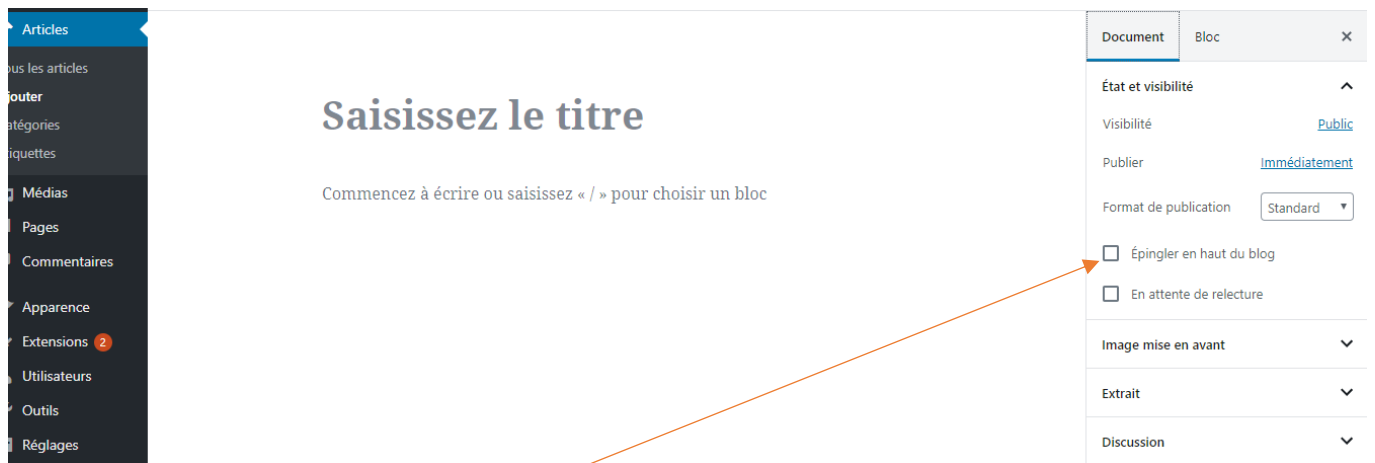 Articles
ous les articles
jouter
atégories
tiquettes
Médias
Pages
Commentaires
Apparence
Extensions 2
Utilisateurs
Outils
Réglages
Saisissez le titre
Commencez à écrire ou saisissez « / » pour choisir un bloc
Document Bloc ×
État et visibilité
Visibilité Public
Publier Immédiatement
Format de publication Standard
Épingler en haut du blog
En attente de relecture
Image mise en avant
Extrait
Discussion